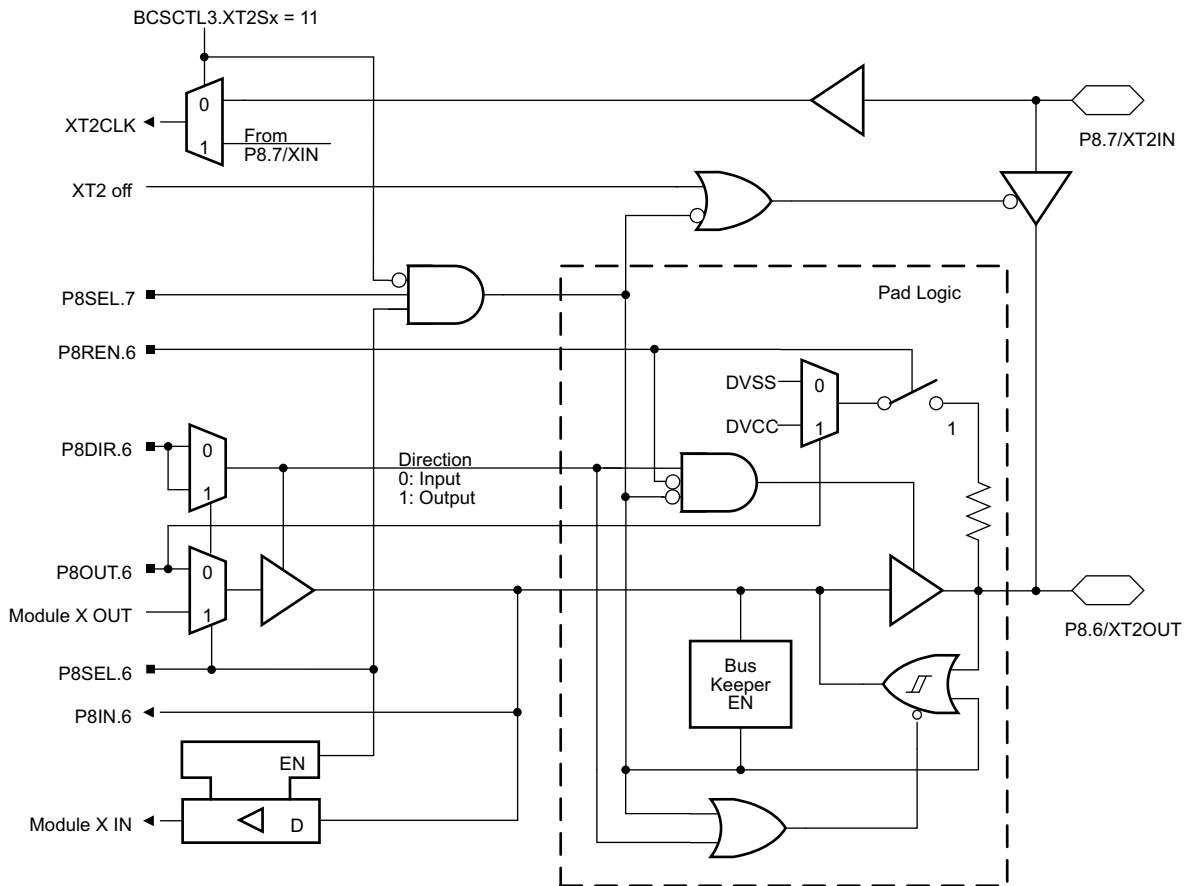 BCSCTL3.XT2Sx = 11
0
XT2CLK
1
From
P8.7/XIN
P8.7/XT2IN
XT2 off
P8SEL.7
Pad Logic
P8REN.6
DVSS
0
DVCC
1
1
P8DIR.6
0
1
Direction
0: Input
1: Output
P8OUT.6
0
Module X OUT
1
P8.6/XT2OUT
P8SEL.6
Bus
Keeper
EN
P8IN.6
EN
Module X IN
D